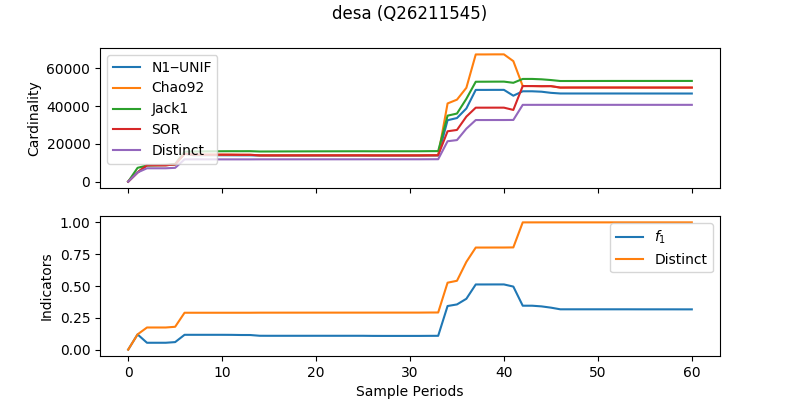 desa (Q26211545)
Cardinality
60000
40000
20000
0
N1−UNIF
Chao92
Jack1
SOR
Distinct
Indicators
1.00
0.75
0.50
0.25
0.00
f1
Distinct
0 10 20 30 40 50 60
Sample Periods